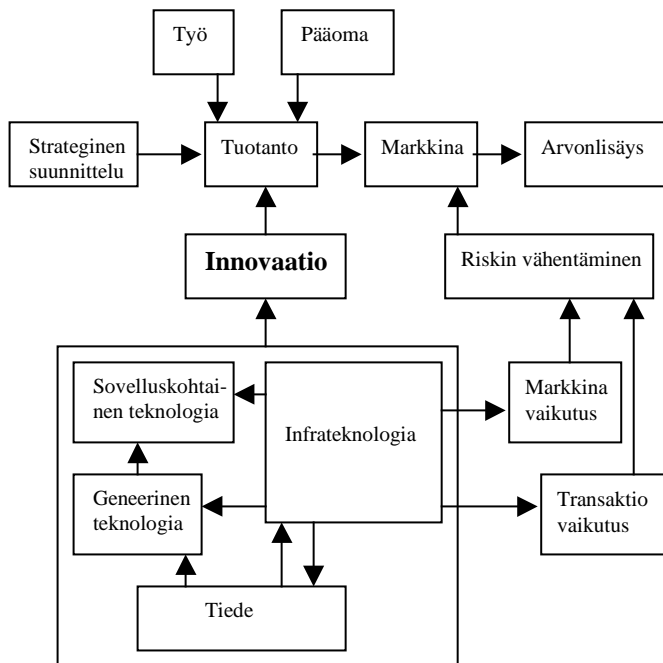 Työ
Pääoma
Strateginen
suunnittelu
Tuotanto
Markkina
Arvonlisäys
Innovaatio
Riskin vähentäminen
Sovelluskohtai-
nen teknologia
Infrateknologia
Markkina
vaikutus
Geneerinen
teknologia
Transaktio
vaikutus
Tiede